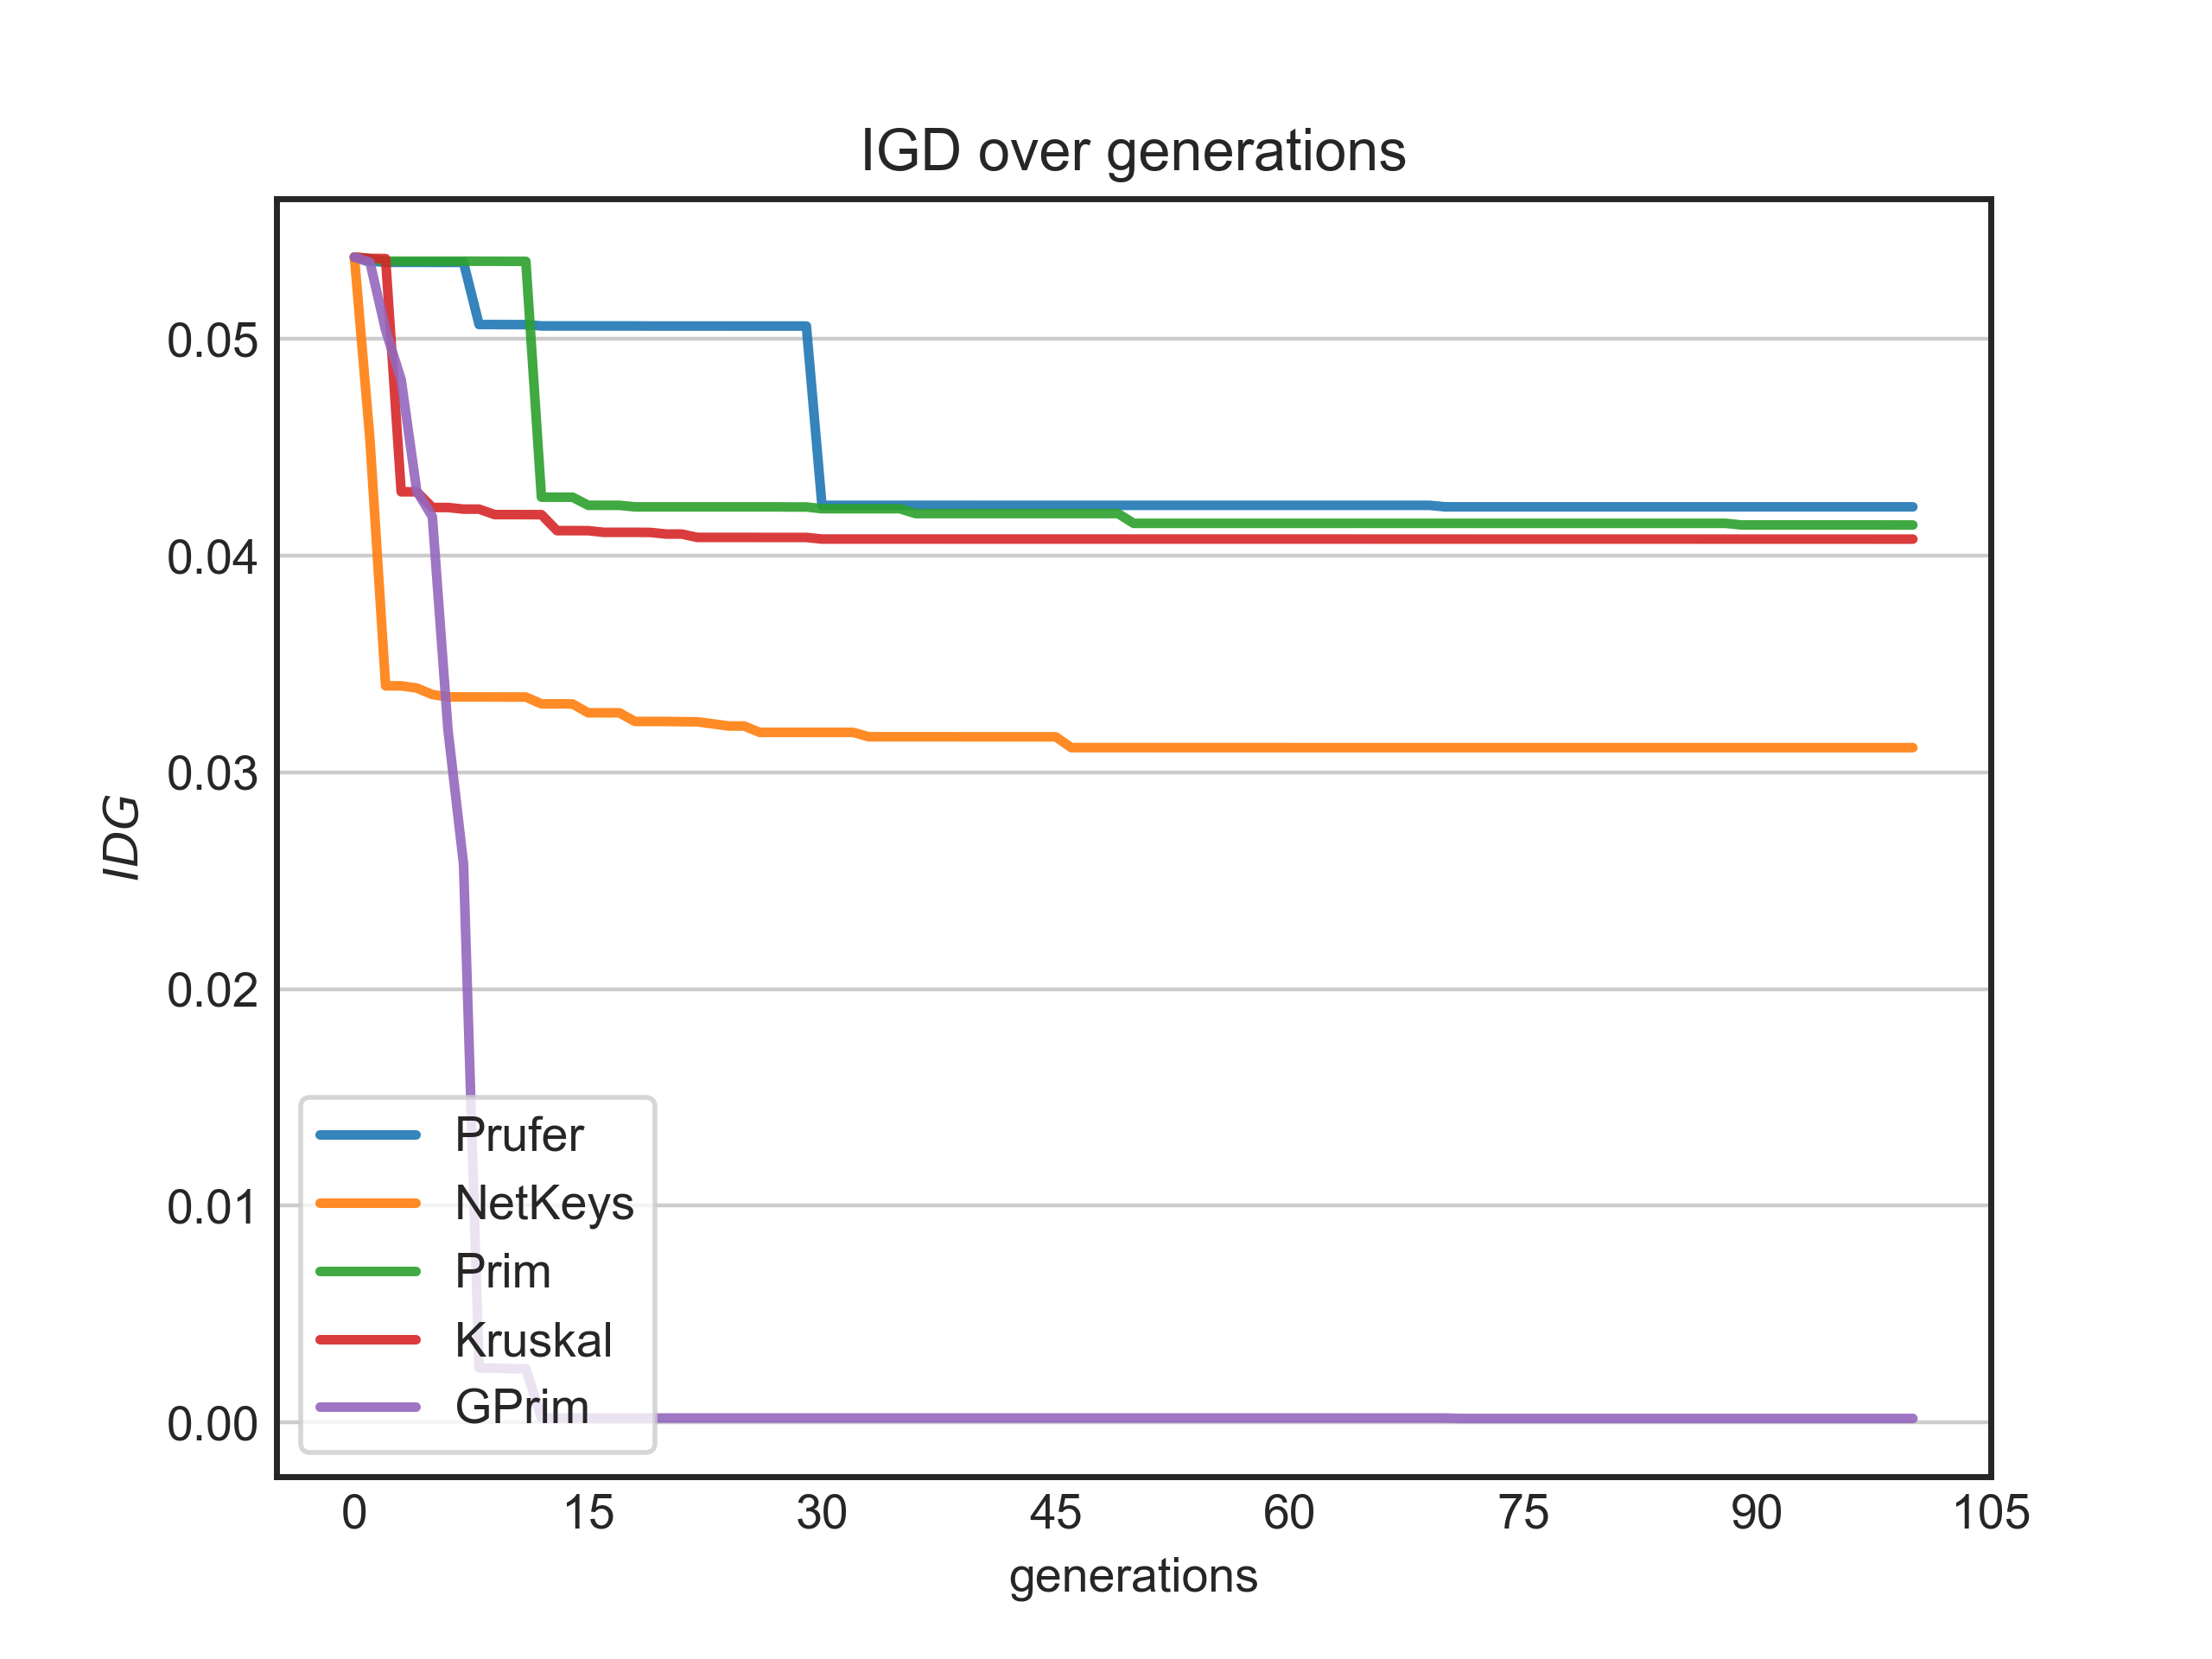 IGD over generations
0.05
0.04
0.03
0.02
0.01
0.00
IDG
Prufer
NetKeys
Prim
Kruskal
GPrim
0 15 30 45 60 75 90 105
generations